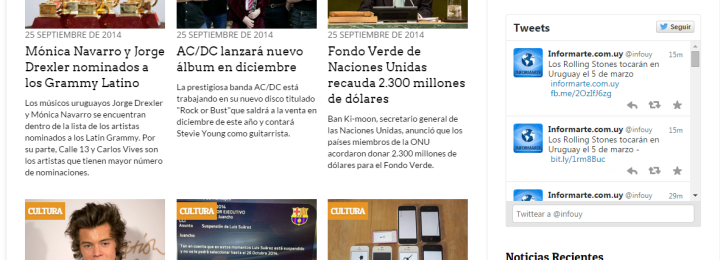 25 SEPTIEMBRE DE 2014
Mónica Navarro y Jorge
Drexler nominados a
los Grammy Latino
Los músicos uruguayos Jorge Drexler
y Mónica Navarro se encuentran
dentro de la lista de los artistas
nominados a los Latin Grammy. Por
su parte, Calle 13 y Carlos Vives son
los artistas que tienen mayor número
de nominaciones.
25 SEPTIEMBRE DE 2014
AC/DC lanzará nuevo
álbum en diciembre
La prestigiosa banda AC/DC está
trabajando en su nuevo disco titulado
"Rock or Bust"que saldrá a la venta en
diciembre de este año y contará
Stevie Young como guitarrista.
25 SEPTIEMBRE DE 2014
Fondo Verde de
Naciones Unidas
recauda 2.300 millones
de dólares
Ban Ki-moon, secretario general de
las Naciones Unidas, anunció que los
países miembros de la ONU
acordaron donar 2.300 millones de
dólares para el Fondo Verde.
CULTURA
CULTURA
Suspensión de Luis Suárez
CULTURA
Tweets
Seguir
Informarte.com.uy @infouy 15m
Los Rolling Stones tocarán en
Uruguay el 5 de marzo
informarte.com.uy
fb.me/2OzIfJ6zg
Informarte.com.uy @infouy 15m
Los Rolling Stones tocarán en
Uruguay el 5 de marzo -
bit.ly/1rm8Buc
Informarte.com.uy @infouy 29m
Twittear a @infouy
Noticias Recientes